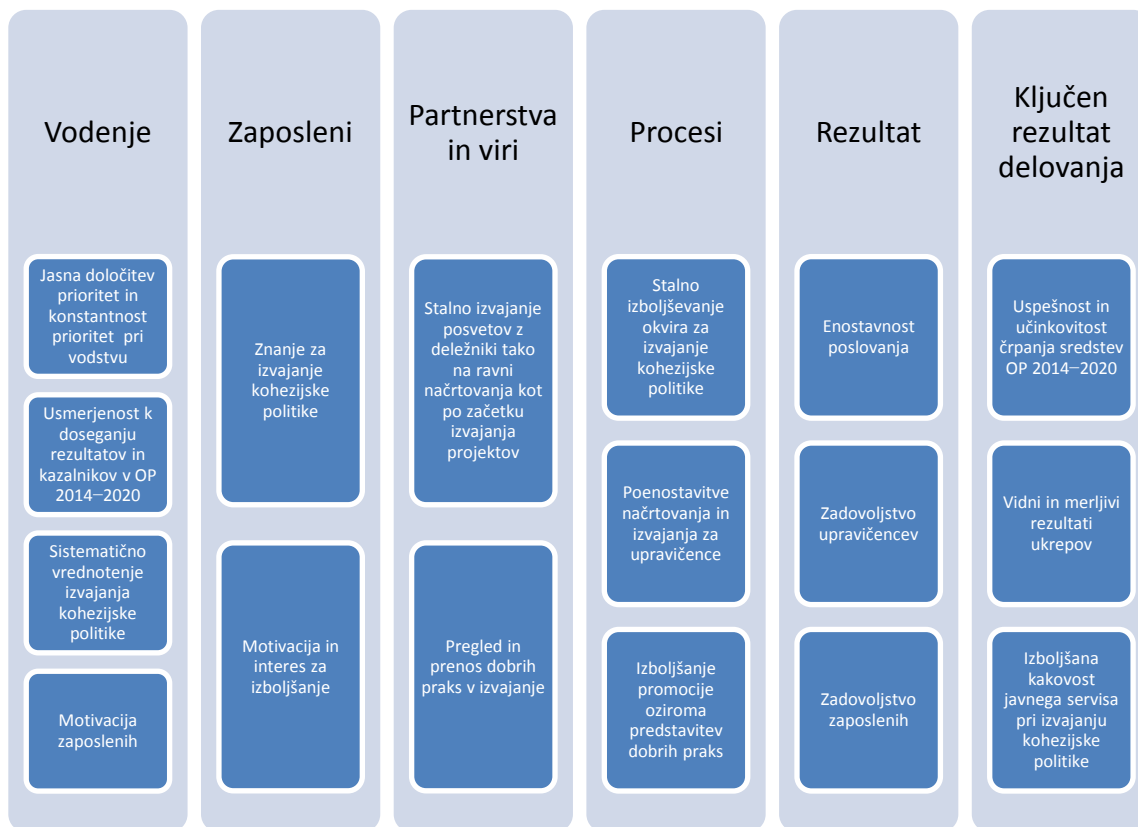 Vodenje
Jasna določitev
prioritet in
konstantnost
prioritet pri
vodstvu
Usmerjenost k
doseganju
rezultatov in
kazalnikov v OP
2014−2020
Sistematično
vrednotenje
izvajanja
kohezijske
politike
Motivacija
zaposlenih
Zaposleni
Znanje za
izvajanje
kohezijske
politike
Motivacija in
interes za
izboljšanje
Partnerstva
in viri
Stalno izvajanje
posvetov z
deležniki tako
na ravni
načrtovanja kot
po začetku
izvajanja
projektov
Pregled in
prenos dobrih
praks v izvajanje
Procesi
Stalno
izboljševanje
okvira za
izvajanje
kohezijske
politike
Poenostavitve
načrtovanja in
izvajanja za
upravičence
Izboljšanje
promocije
oziroma
predstavitev
dobrih praks
Rezultat
Enostavnost
poslovanja
Zadovoljstvo
upravičencev
Zadovoljstvo
zaposlenih
Ključen
rezultat
delovanja
Uspešnost in
učinkovitost
črpanja sredstev
OP 2014−2020
Vidni in merljivi
rezultati
ukrepov
Izboljšana
kakovost
javnega servisa
pri izvajanju
kohezijske
politike